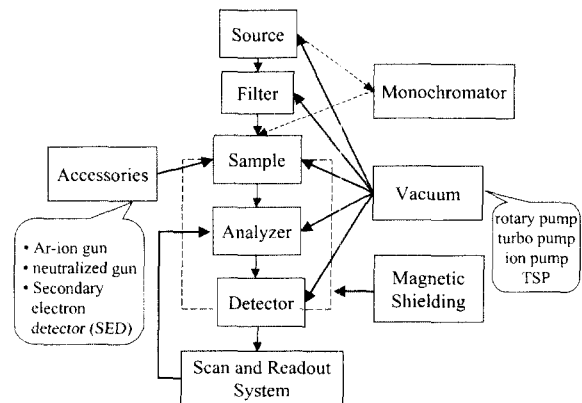 Source
Filter
Monochromator
Sample
Accessories
Vacuum
rotary pump
turbo pump
ion pump
TSP
Analyzer
• Ar-ion gun
• neutralized gun
• Secondary
electron
detector (SED)
Magnetic
Shielding
Detector
Scan and Readout
System